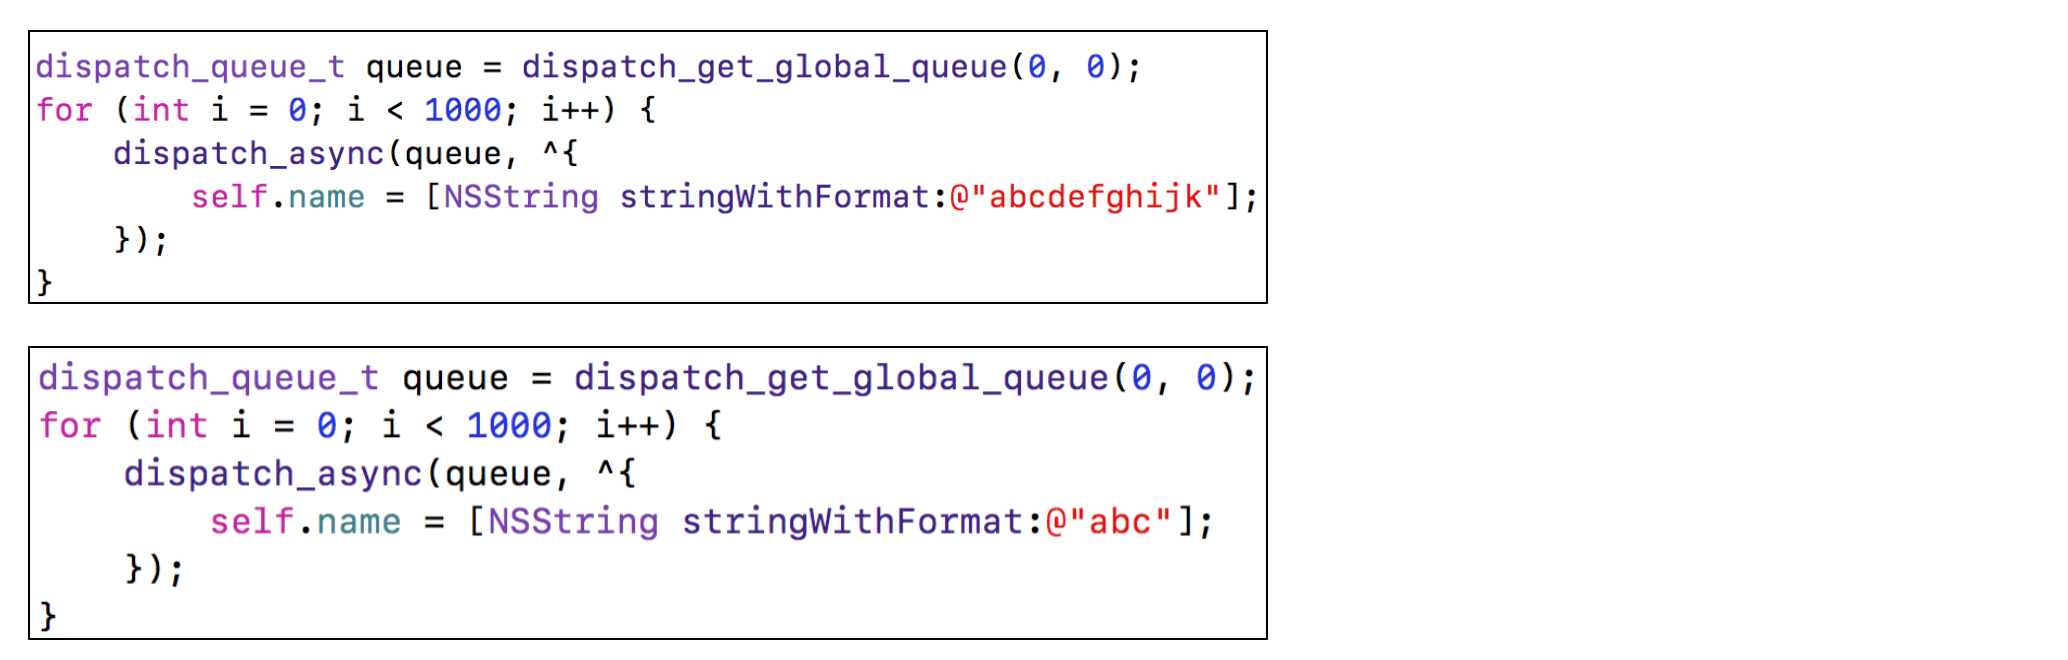 dispatch_queue_t queue = dispatch_get_global_queue(0, 0);
for (int i = 0; i < 1000; i++) {
    dispatch_async(queue, ^{
        self.name = [NSString stringWithFormat:@"abcdefghijk"];
    });
}
dispatch_queue_t queue = dispatch_get_global_queue(0, 0);
for (int i = 0; i < 1000; i++) {
    dispatch_async(queue, ^{
        self.name = [NSString stringWithFormat:@"abc"];
    });
}